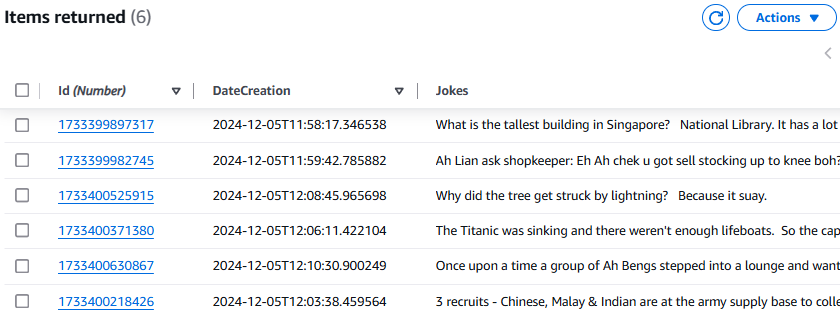 Items returned (6)
Actions
Id (Number) DateCreation Jokes
1733399897317 2024-12-05T11:58:17.346538 What is the tallest building in Singapore? National Library. It has a lot
1733399982745 2024-12-05T11:59:42.785882 Ah Lian ask shopkeeper: Eh Ah chek u got sell stocking up to knee boh?
1733400525915 2024-12-05T12:08:45.965698 Why did the tree get struck by lightning? Because it suay.
1733400371380 2024-12-05T12:06:11.422104 The Titanic was sinking and there weren't enough lifeboats. So the cap
1733400630867 2024-12-05T12:10:30.900249 Once upon a time a group of Ah Bengs stepped into a lounge and want
1733400218426 2024-12-05T12:03:38.459564 3 recruits - Chinese, Malay & Indian are at the army supply base to colle